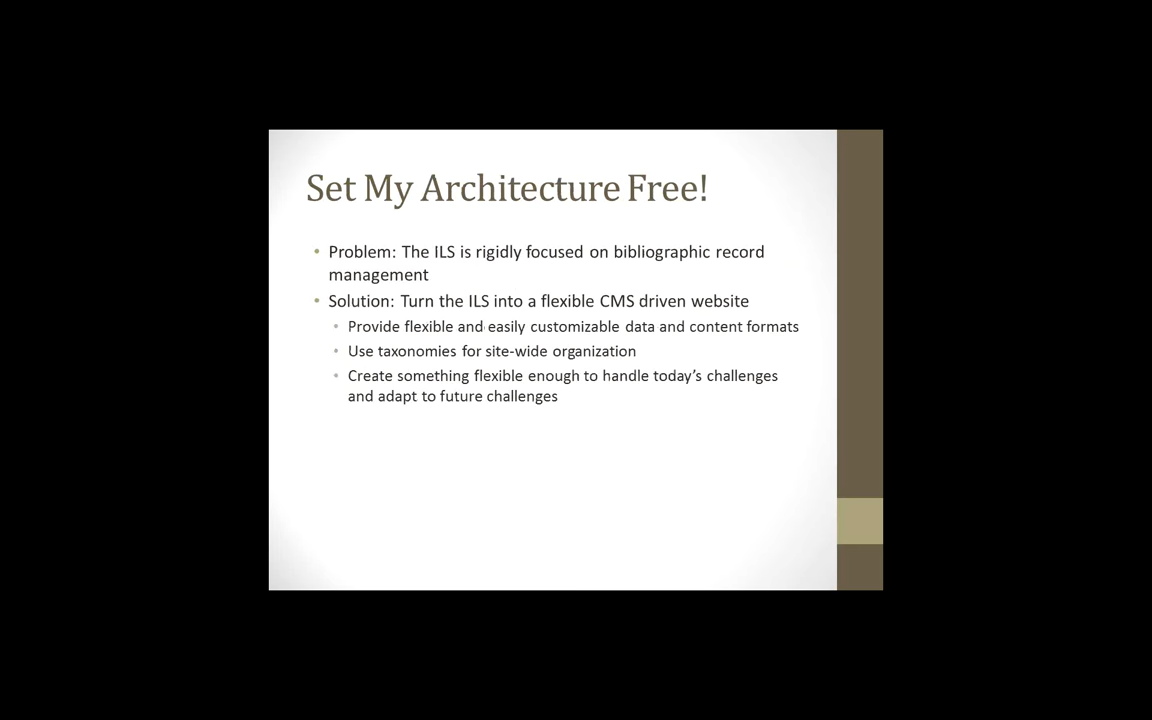 Set My Architecture Free!
• Problem: The ILS is rigidly focused on bibliographic record
management
• Solution: Turn the ILS into a flexible CMS driven website
• Provide flexible and easily customizable data and content formats
• Use taxonomies for site-wide organization
• Create something flexible enough to handle today’s challenges
and adapt to future challenges